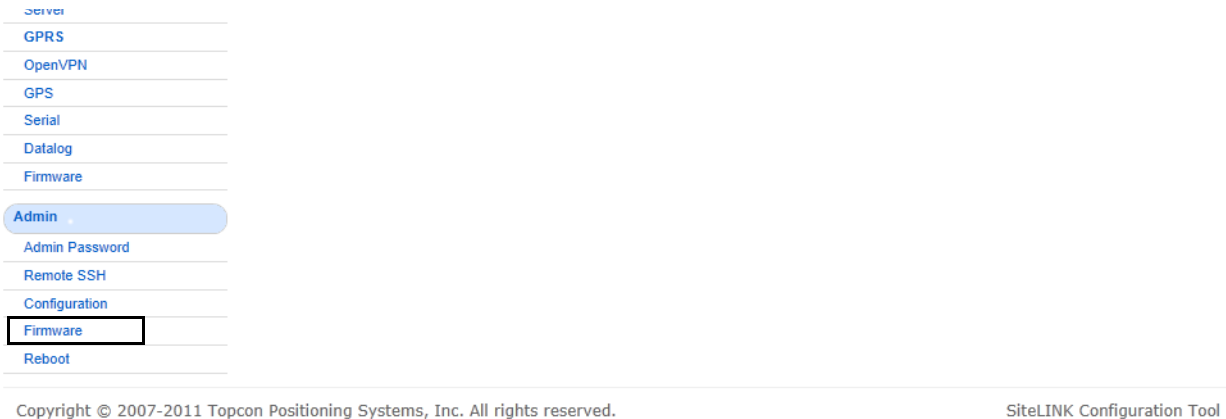 Server
GPRS
OpenVPN
GPS
Serial
Datalog
Firmware
Admin
Admin Password
Remote SSH
Configuration
Firmware
Reboot
Copyright © 2007-2011 Topcon Positioning Systems, Inc. All rights reserved.
SiteLINK Configuration Tool